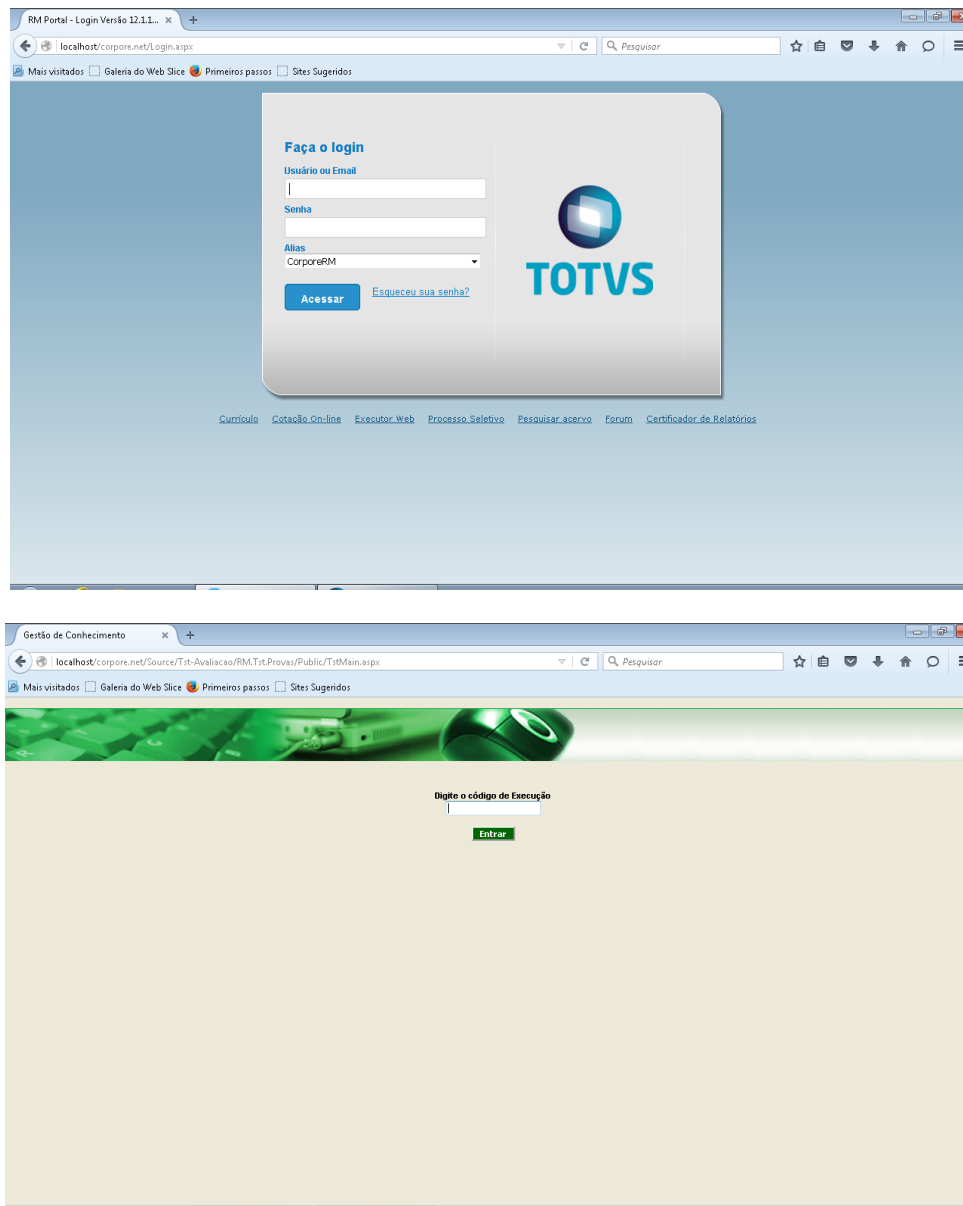 RM Portal - Login Versão 12.1.1...
localhost/corpore.net/Login.aspx
Pesquisar
Mais visitados Galeria do Web Slice Primeiros passos Sites Sugeridos
Faça o login
Usuário ou Email
Senha
Alias
CorporeRM
Acessar Esqueceu sua senha?
TOTVS
Currículo Cotação On-line Executor Web Processo Seletivo Pesquisar acervo Forum Certificador de Relatórios
Gestão de Conhecimento
localhost/corpore.net/Source/Tst-Avaliacao/RM.Tst.Provas/Public/TstMain.aspx
Pesquisar
Mais visitados Galeria do Web Slice Primeiros passos Sites Sugeridos
Digite o código de Execução
Entrar